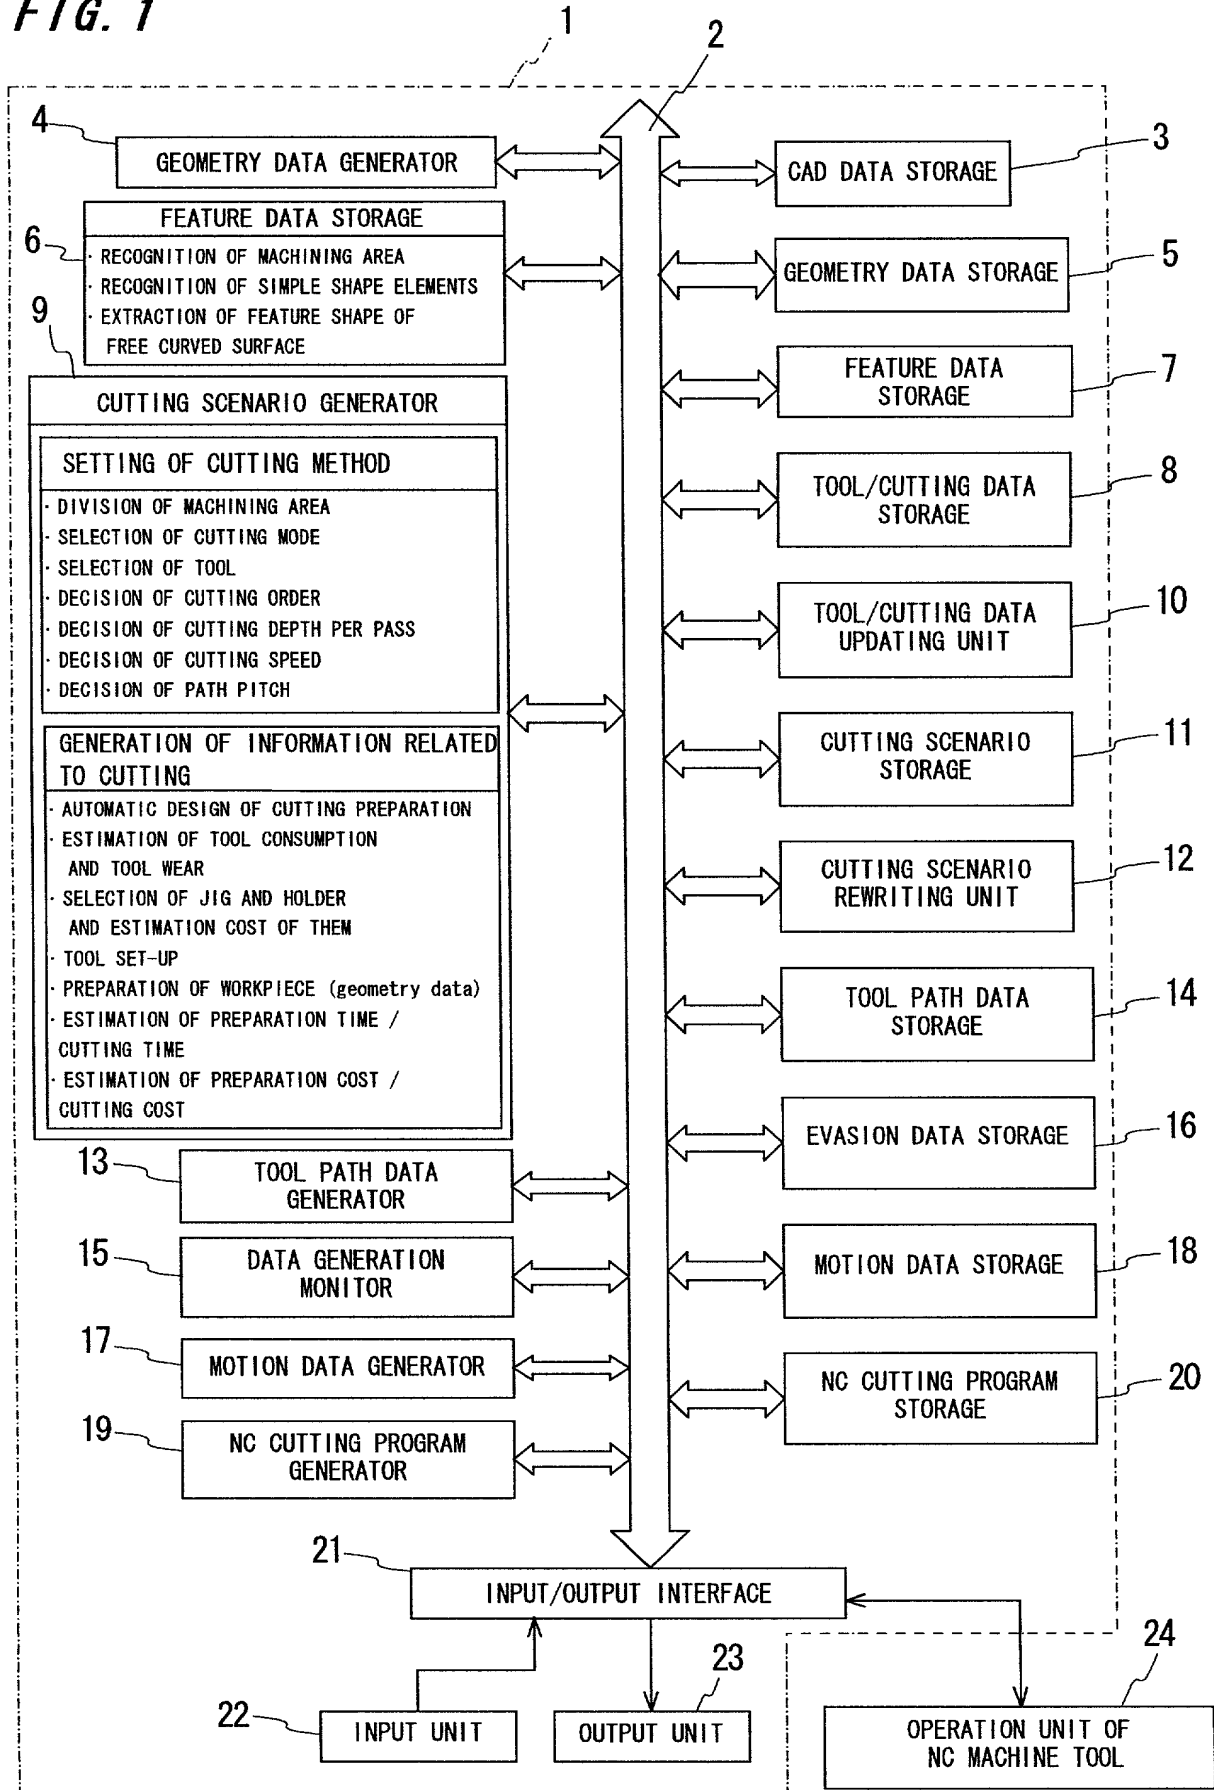 FIG. 1
1
2
4
GEOMETRY DATA GENERATOR
3
CAD DATA STORAGE
6
FEATURE DATA STORAGE
· RECOGNITION OF MACHINING AREA
· RECOGNITION OF SIMPLE SHAPE ELEMENTS
· EXTRACTION OF FEATURE SHAPE OF
FREE CURVED SURFACE
5
GEOMETRY DATA STORAGE
7
FEATURE DATA
STORAGE
9
CUTTING SCENARIO GENERATOR
SETTING OF CUTTING METHOD
· DIVISION OF MACHINING AREA
· SELECTION OF CUTTING MODE
· SELECTION OF TOOL
· DECISION OF CUTTING ORDER
· DECISION OF CUTTING DEPTH PER PASS
· DECISION OF CUTTING SPEED
· DECISION OF PATH PITCH
GENERATION OF INFORMATION RELATED
TO CUTTING
· AUTOMATIC DESIGN OF CUTTING PREPARATION
· ESTIMATION OF TOOL CONSUMPTION
AND TOOL WEAR
· SELECTION OF JIG AND HOLDER
AND ESTIMATION COST OF THEM
· TOOL SET-UP
· PREPARATION OF WORKPIECE (geometry data)
· ESTIMATION OF PREPARATION TIME /
CUTTING TIME
· ESTIMATION OF PREPARATION COST /
CUTTING COST
8
TOOL/CUTTING DATA
STORAGE
10
TOOL/CUTTING DATA
UPDATING UNIT
11
CUTTING SCENARIO
STORAGE
12
CUTTING SCENARIO
REWRITING UNIT
14
TOOL PATH DATA
STORAGE
16
EVASION DATA STORAGE
13
TOOL PATH DATA
GENERATOR
15
DATA GENERATION
MONITOR
18
MOTION DATA STORAGE
17
MOTION DATA GENERATOR
20
NC CUTTING PROGRAM
STORAGE
19
NC CUTTING PROGRAM
GENERATOR
21
INPUT/OUTPUT INTERFACE
22
INPUT UNIT
23
OUTPUT UNIT
24
OPERATION UNIT OF
NC MACHINE TOOL